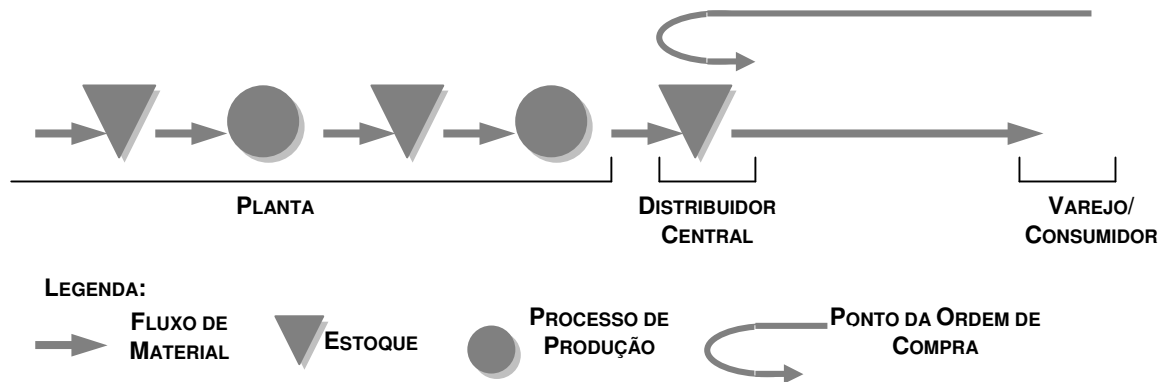 PLANTA
DISTRIBUIDOR
CENTRAL
VAREJO/
CONSUMIDOR
LEGENDA:
FLUXO DE
MATERIAL
ESTOQUE
PROCESSO DE
PRODUÇÃO
PONTO DA ORDEM DE
COMPRA